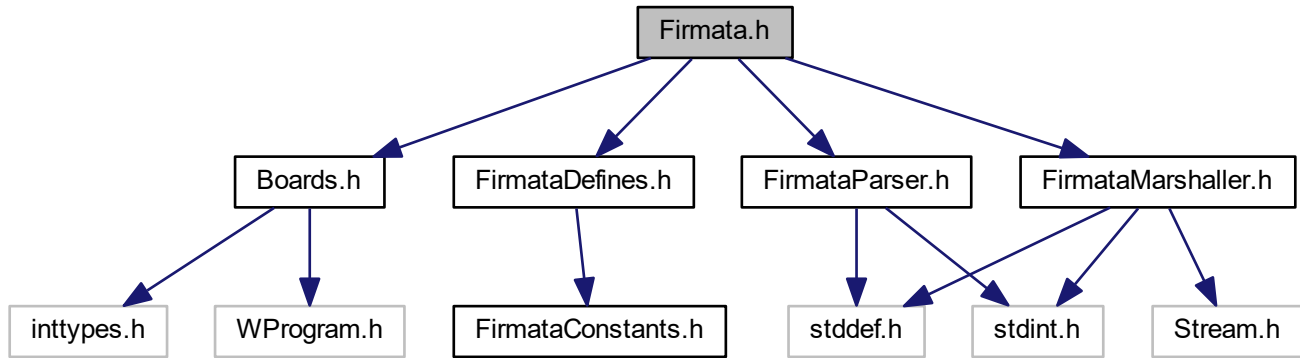 Firmata.h
Boards.h
FirmataDefines.h
FirmataParser.h
FirmataMarshaller.h
inttypes.h
WProgram.h
FirmataConstants.h
stddef.h
stdint.h
Stream.h